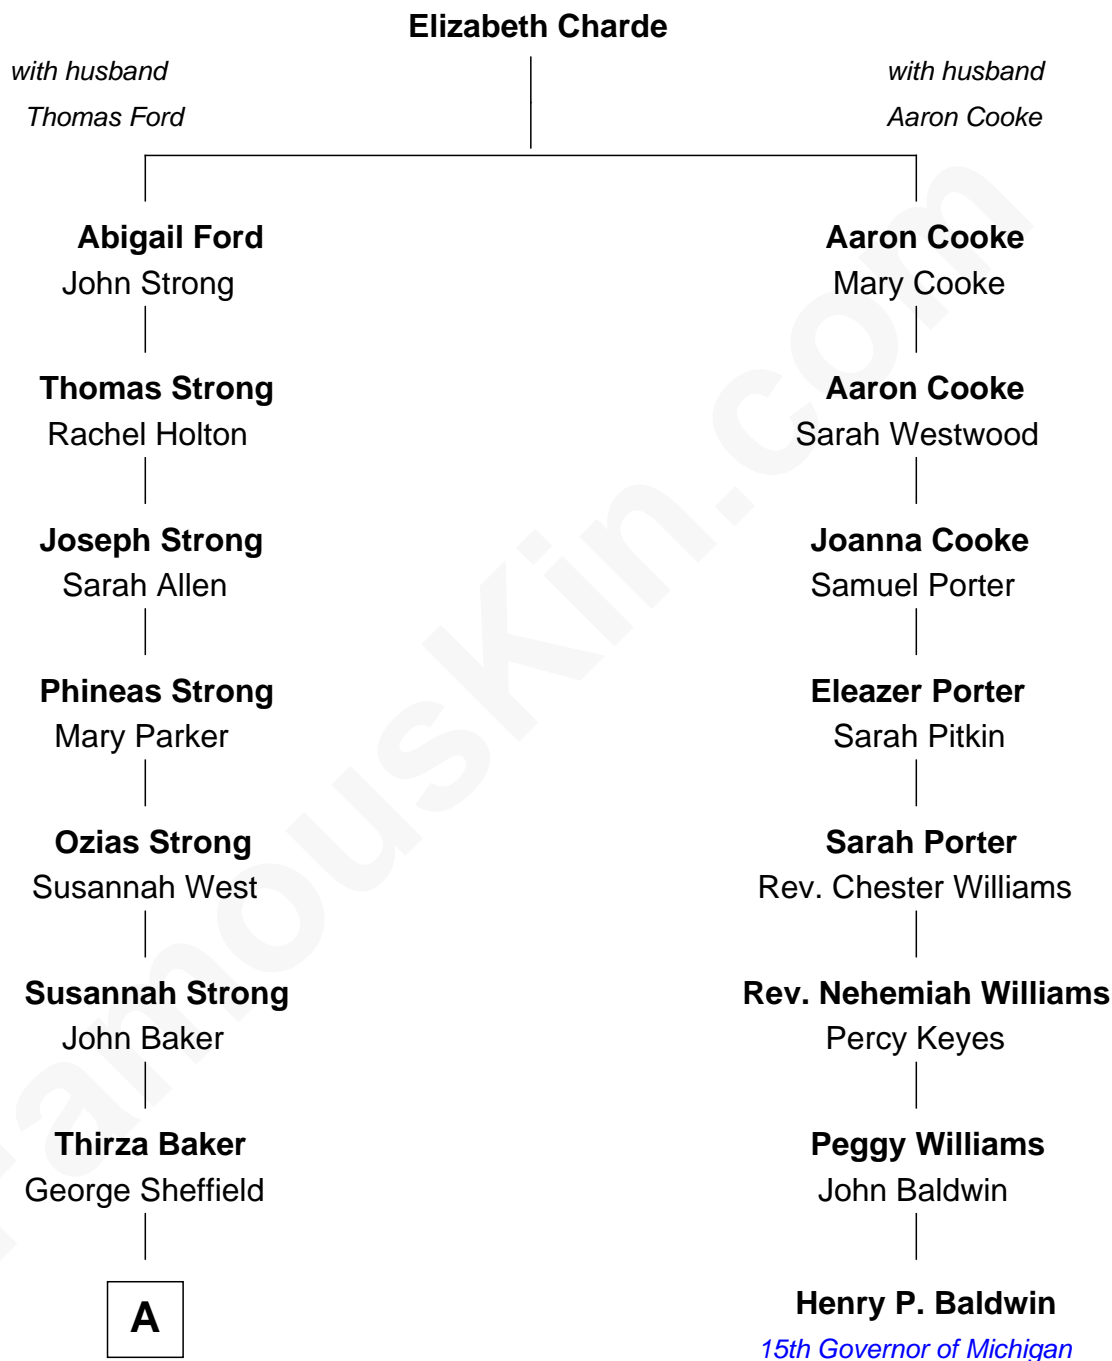 Elizabeth Charde
with husband
Thomas Ford
with husband
Aaron Cooke
Abigail Ford
John Strong
Aaron Cooke
Mary Cooke
Thomas Strong
Rachel Holton
Aaron Cooke
Sarah Westwood
Joseph Strong
Sarah Allen
Joanna Cooke
Samuel Porter
Phineas Strong
Mary Parker
Eleazer Porter
Sarah Pitkin
Ozias Strong
Susannah West
Sarah Porter
Rev. Chester Williams
Susannah Strong
John Baker
Rev. Nehemiah Williams
Percy Keyes
Thirza Baker
George Sheffield
Peggy Williams
John Baldwin
A
Henry P. Baldwin
15th Governor of Michigan
FamousKin.com